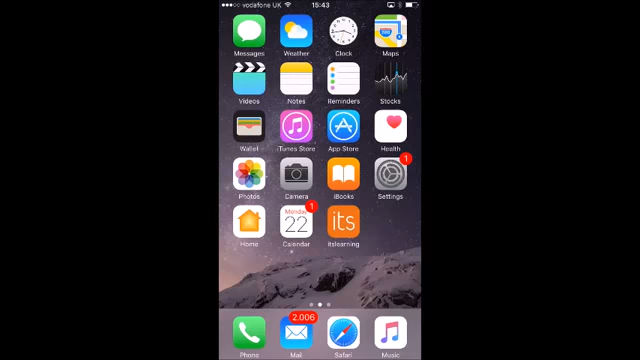 vodafone UK 15:43
Messages Weather Clock Maps
Videos Notes Reminders Stocks
Wallet iTunes Store App Store Health
1
Photos Camera iBooks Settings
1
Monday
22
its
Home Calendar itslearning
2.006
Phone Mail Safari Music